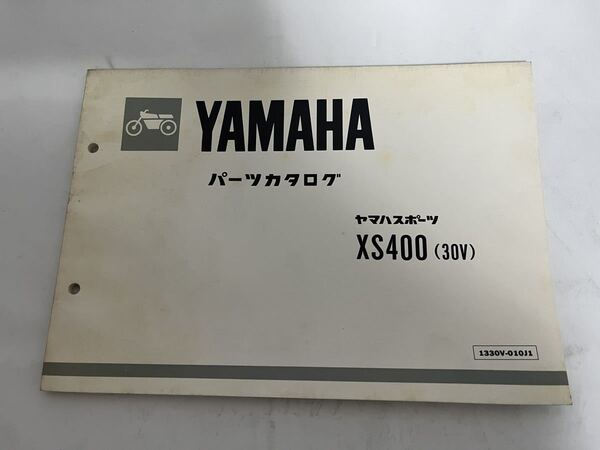 YAMAHA
パーツカタログ
ヤマハスポーツ
XS400 (30V)
1330V-010J1